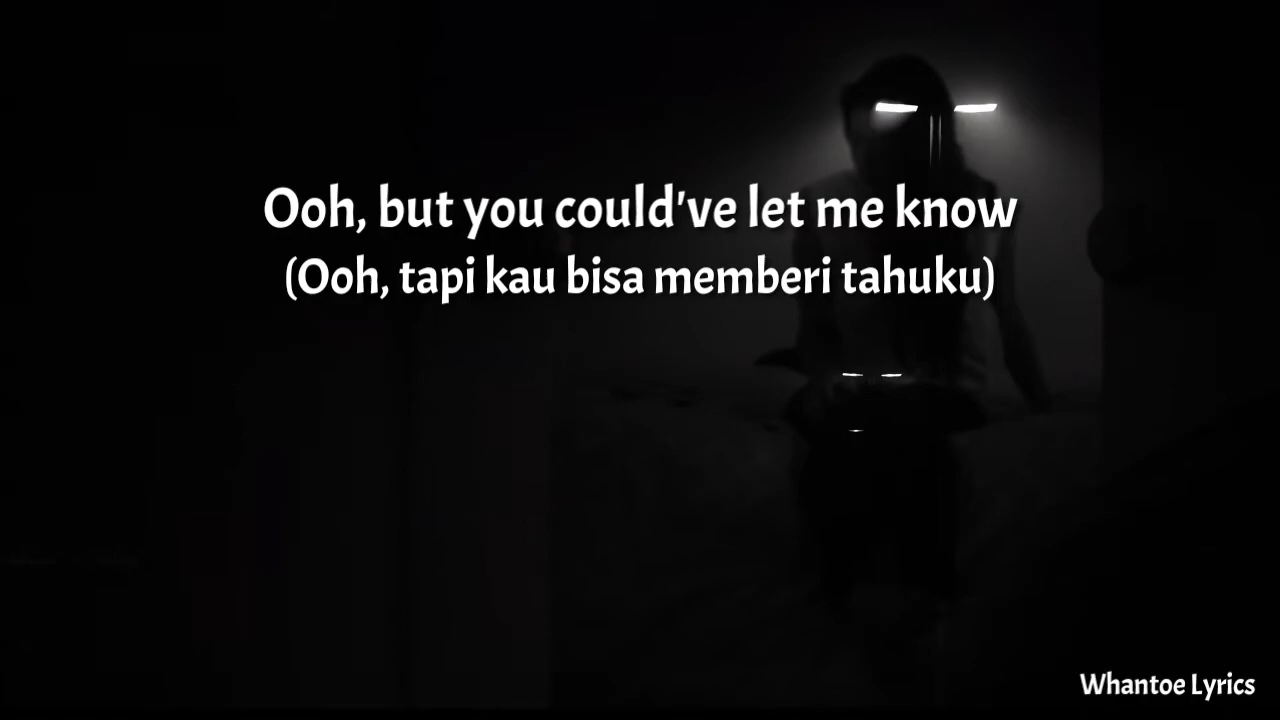 Ooh, but you could've let me know
(Ooh, tapi kau bisa memberi tahuku)
Whantoe Lyrics